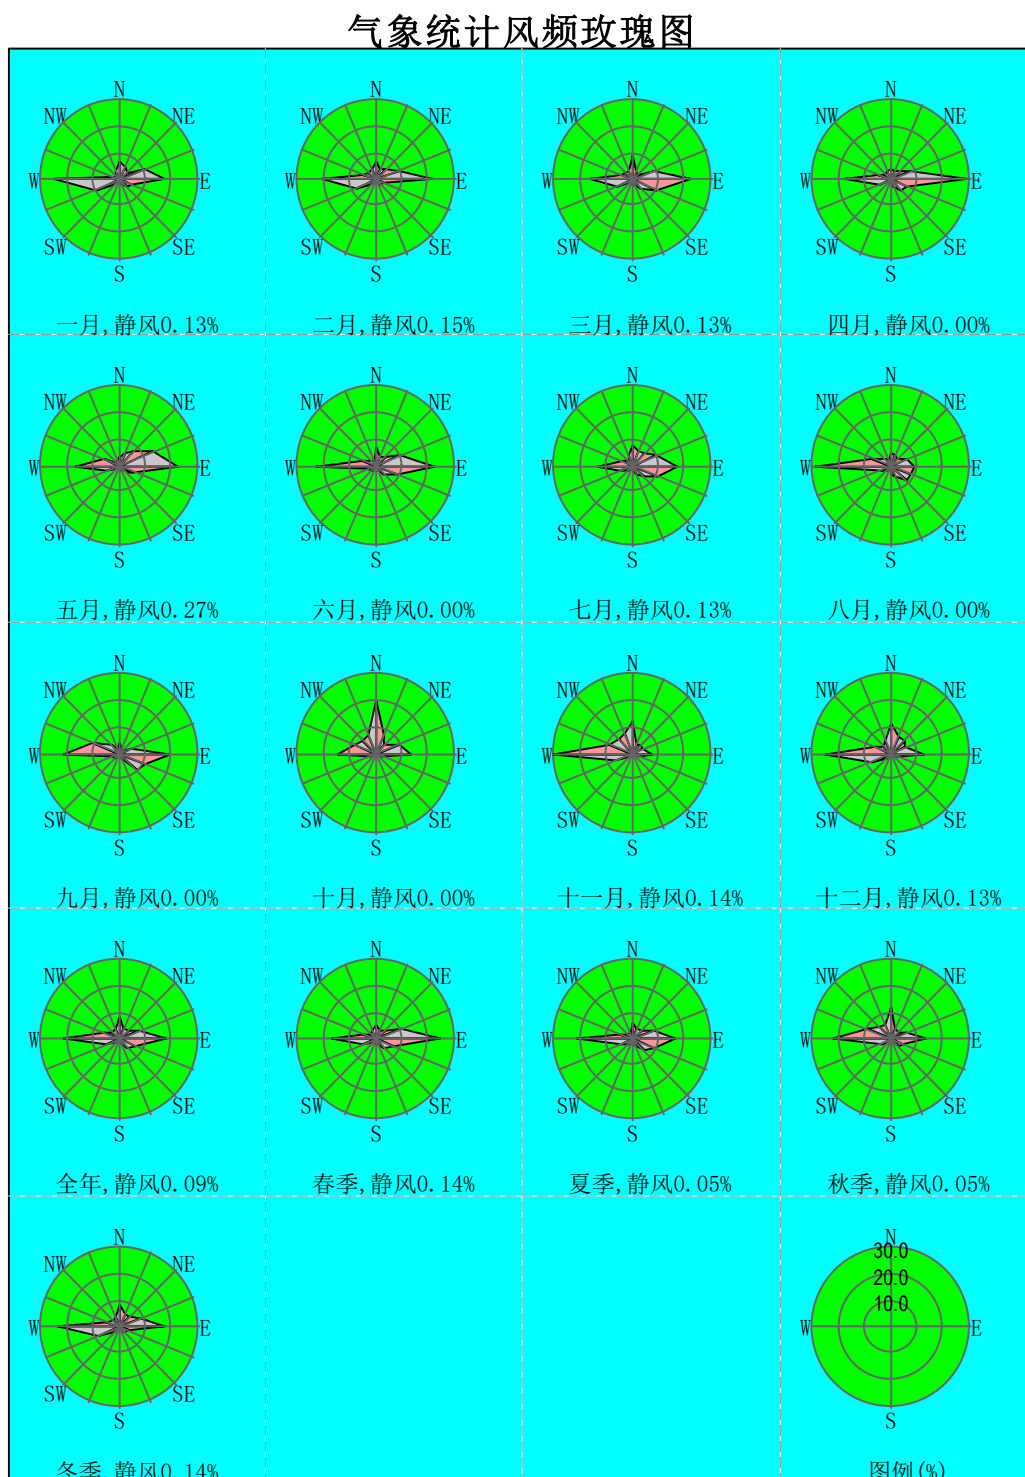 气象统计风频玫瑰图
N N N N
NW NE NW NE NW NE NW NE
W E W E W E W E
SW SE SW SE SW SE SW SE
S S S S
一月,静风0.13% 二月,静风0.15% 三月,静风0.13% 四月,静风0.00%
N N N N
NW NE NW NE NW NE NW NE
W E W E W E W E
SW SE SW SE SW SE SW SE
S S S S
五月,静风0.27% 六月,静风0.00% 七月,静风0.13% 八月,静风0.00%
N N N N
NW NE NW NE NW NE NW NE
W E W E W E W E
SW SE SW SE SW SE SW SE
S S S S
九月,静风0.00% 十月,静风0.00% 十一月,静风0.14% 十二月,静风0.13%
N N N N
NW NE NW NE NW NE NW NE
W E W E W E W E
SW SE SW SE SW SE SW SE
S S S S
全年,静风0.09% 春季,静风0.14% 夏季,静风0.05% 秋季,静风0.05%
N N
30.0
NW NE 20.0
10.0
W E W E
SW SE
S S
冬季,静风0.14% 图例(%)